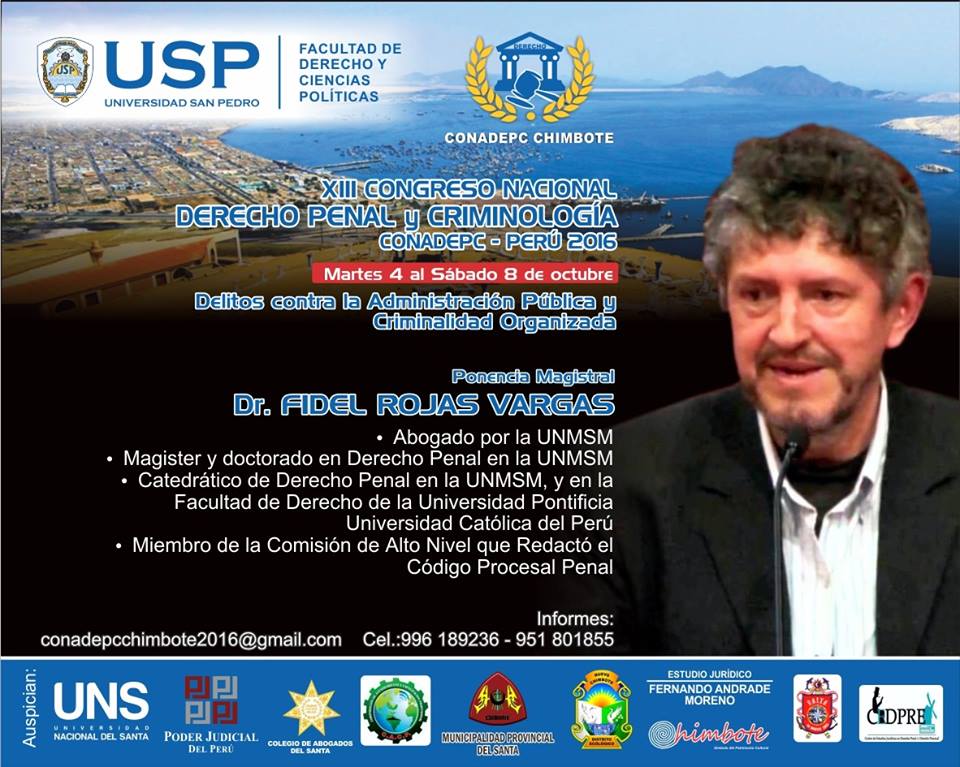 USP
UNIVERSIDAD SAN PEDRO
FACULTAD DE
DERECHO Y
CIENCIAS
POLÍTICAS
USP
DERECHO
CONADEPC CHIMBOTE
XIII CONGRESO NACIONAL
DERECHO PENAL y CRIMINOLOGÍA
CONADEPC - PERÚ 2016
Martes 4 al Sábado 8 de octubre
Delitos contra la Administración Pública y
Criminalidad Organizada
Ponencia Magistral
Dr. FIDEL ROJAS VARGAS
• Abogado por la UNMSM
• Magister y doctorado en Derecho Penal en la UNMSM
• Catedrático de Derecho Penal en la UNMSM, y en la
Facultad de Derecho de la Universidad Pontificia
Universidad Católica del Perú
• Miembro de la Comisión de Alto Nivel que Redactó el
Código Procesal Penal
Informes:
conadepcchimbote2016@gmail.com Cel.:996 189236 - 951 801855
Auspician:
UNS
UNIVERSIDAD
NACIONAL DEL SANTA
PODER JUDICIAL
DEL PERÚ
COLEGIO DE ABOGADOS
DEL SANTA
CHIMBOTE
MUNICIPALIDAD PROVINCIAL
DEL SANTA
NUEVO
CHIMBOTE
DISTRITO
ECOLÓGICO
ESTUDIO JURÍDICO
FERNANDO ANDRADE
MORENO
Chimbote
CIDPRE